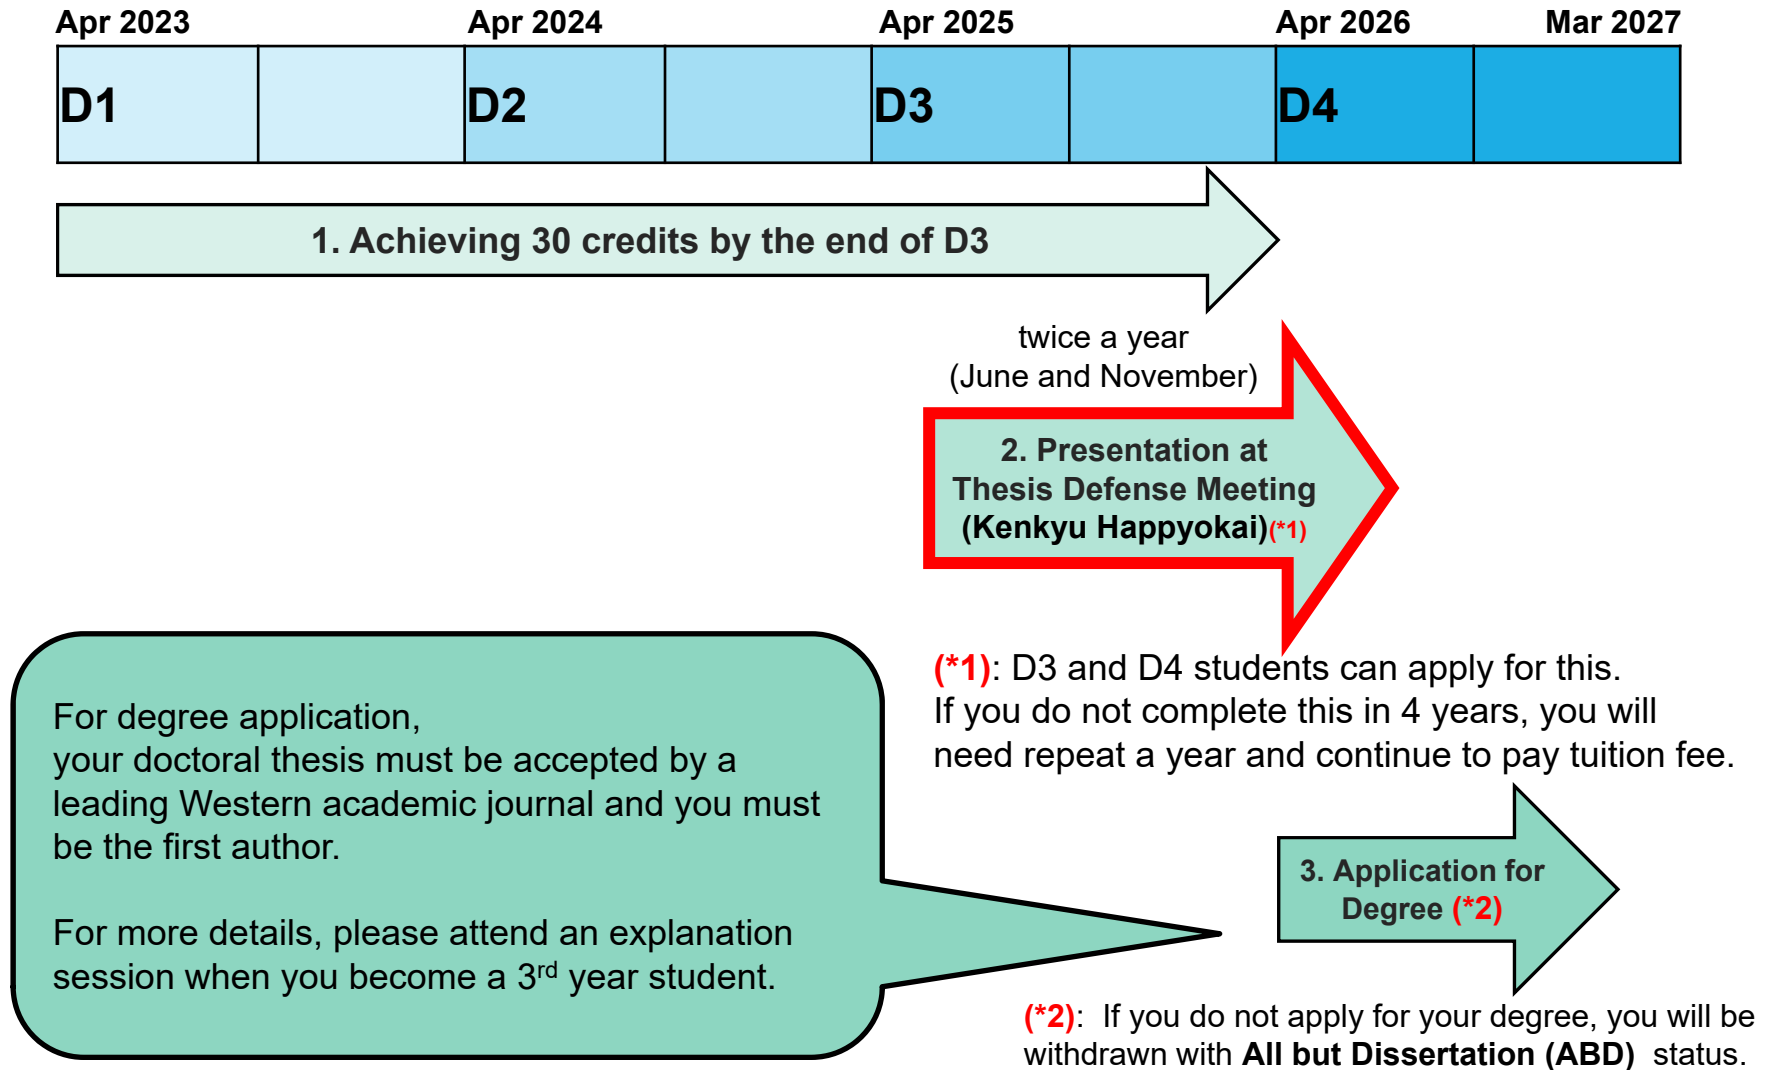 Apr 2023 Apr 2024 Apr 2025 Apr 2026 Mar 2027
D1 D2 D3 D4
1. Achieving 30 credits by the end of D3
twice a year
(June and November)
2. Presentation at
Thesis Defense Meeting
(Kenkyu Happyokai)(*1)
(*1): D3 and D4 students can apply for this.
If you do not complete this in 4 years, you will
need repeat a year and continue to pay tuition fee.
For degree application,
your doctoral thesis must be accepted by a
leading Western academic journal and you must
be the first author.
For more details, please attend an explanation
session when you become a 3rd year student.
3. Application for
Degree (*2)
(*2): If you do not apply for your degree, you will be
withdrawn with All but Dissertation (ABD) status.